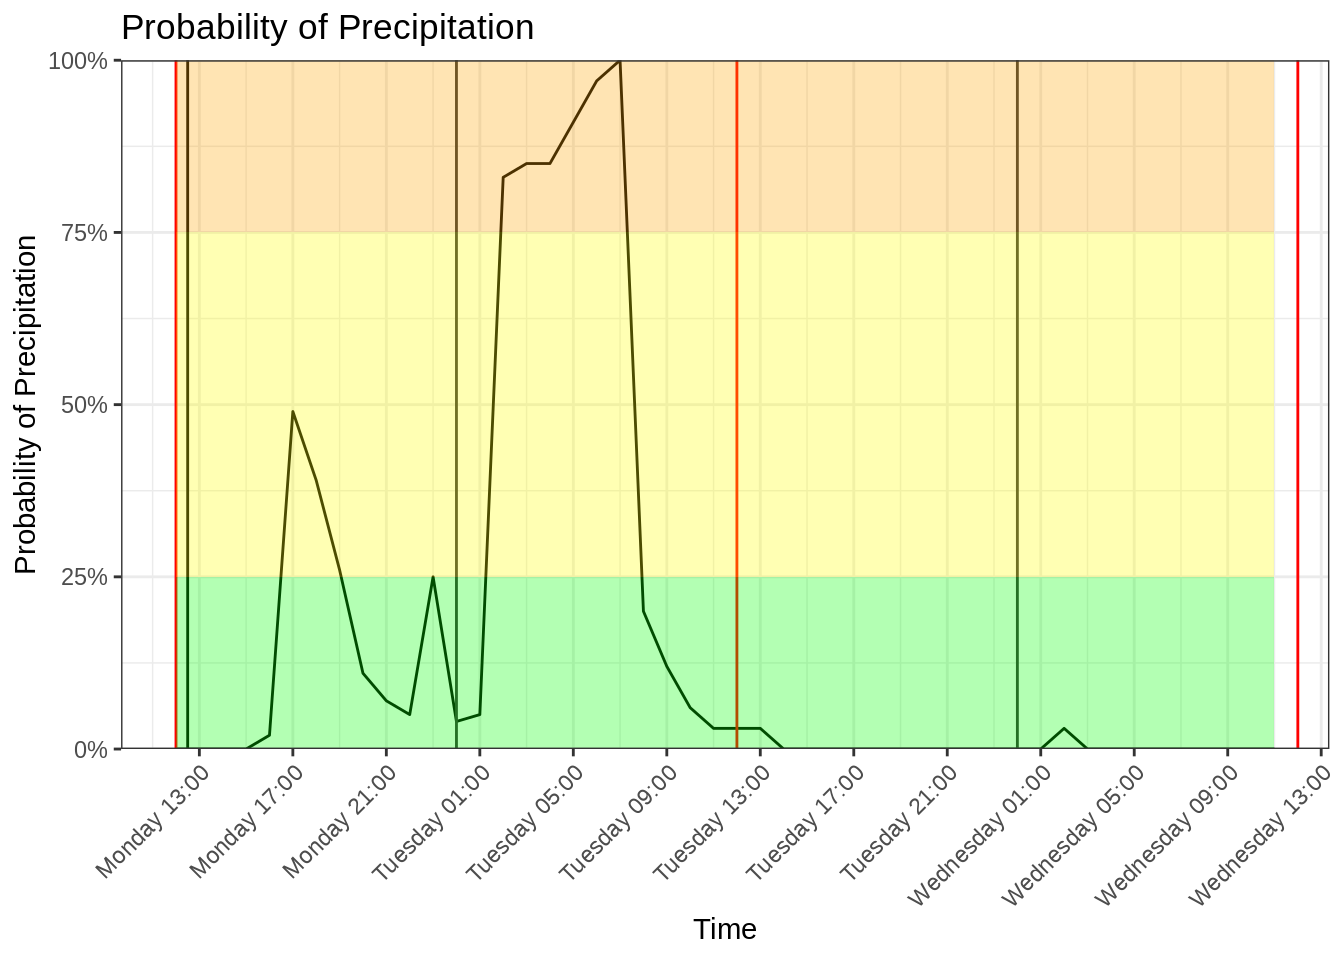 Probability of Precipitation
Probability of Precipitation
100%
75%
50%
25%
0%
Monday 13:00
Monday 17:00
Monday 21:00
Tuesday 01:00
Tuesday 05:00
Tuesday 09:00
Tuesday 13:00
Tuesday 17:00
Tuesday 21:00
Wednesday 01:00
Wednesday 05:00
Wednesday 09:00
Wednesday 13:00
Time